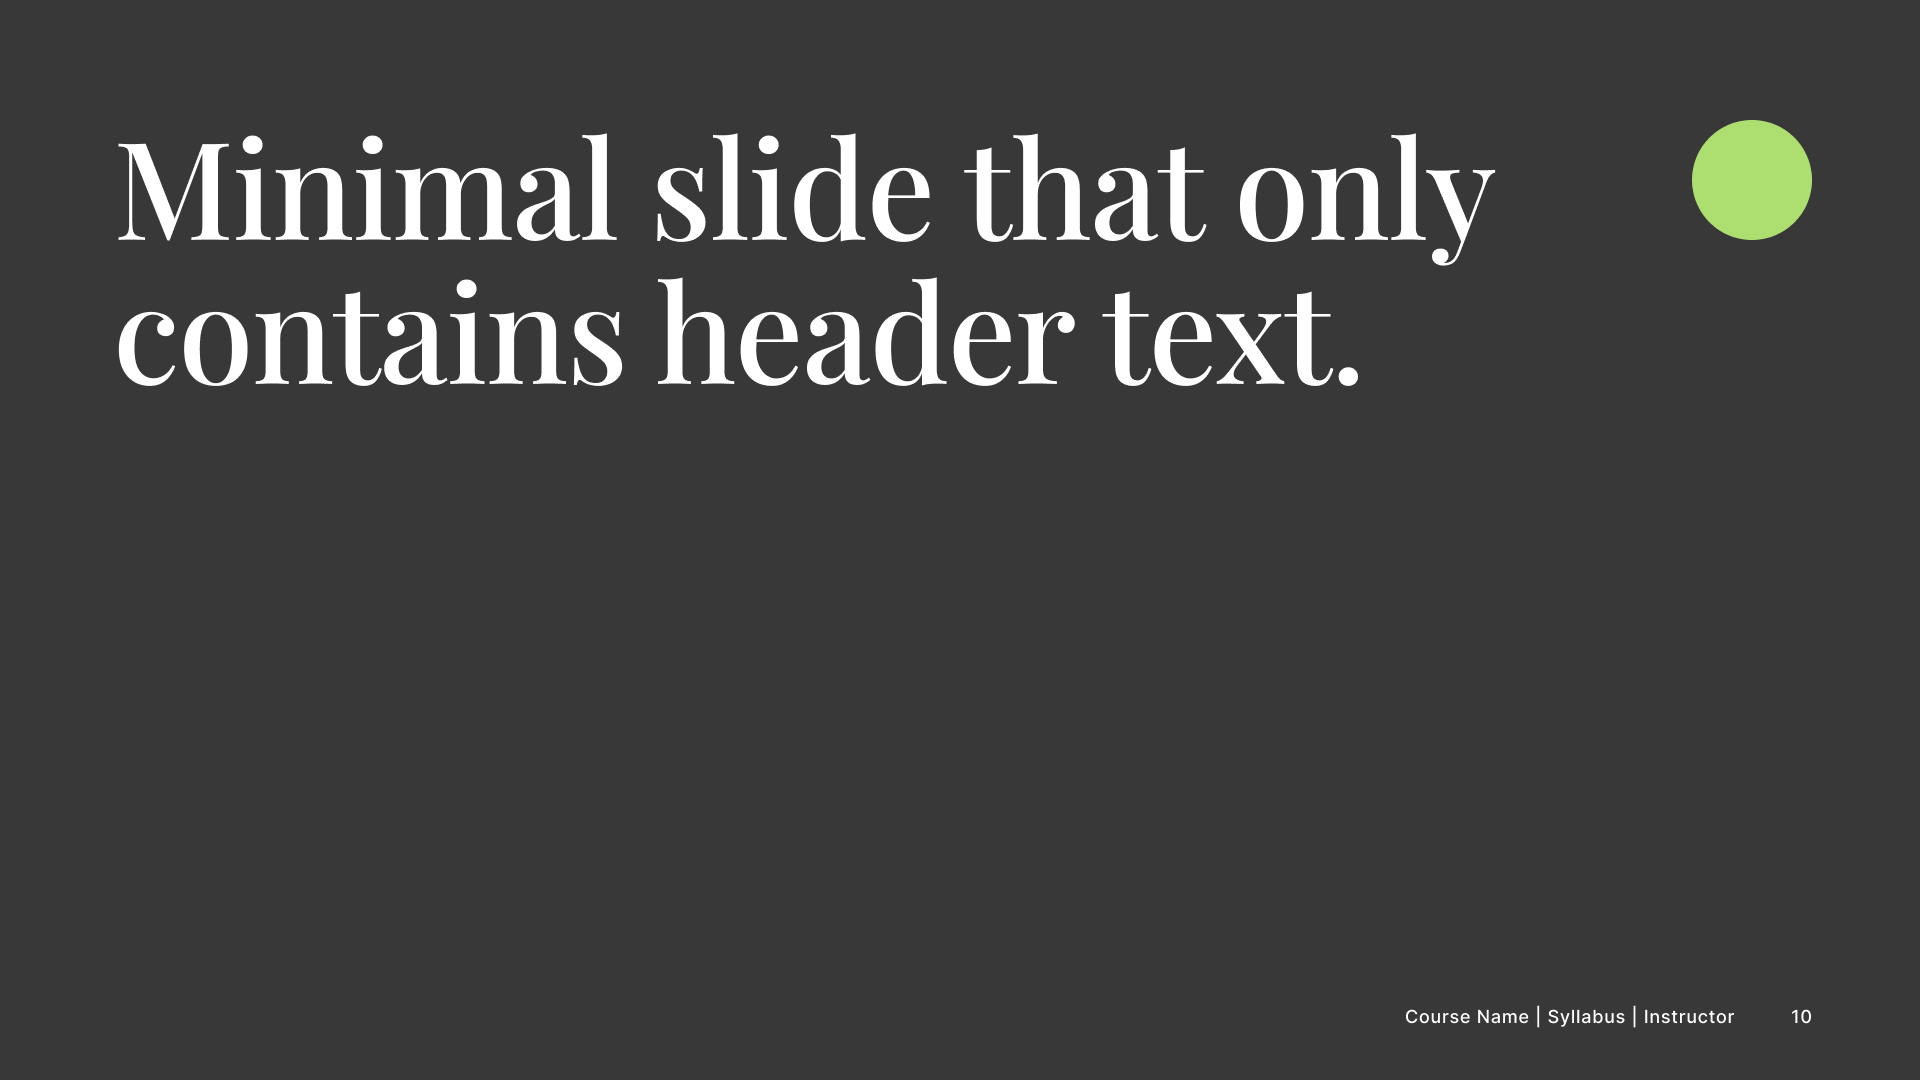 Minimal slide that only
contains header text.
Course Name | Syllabus | Instructor 10